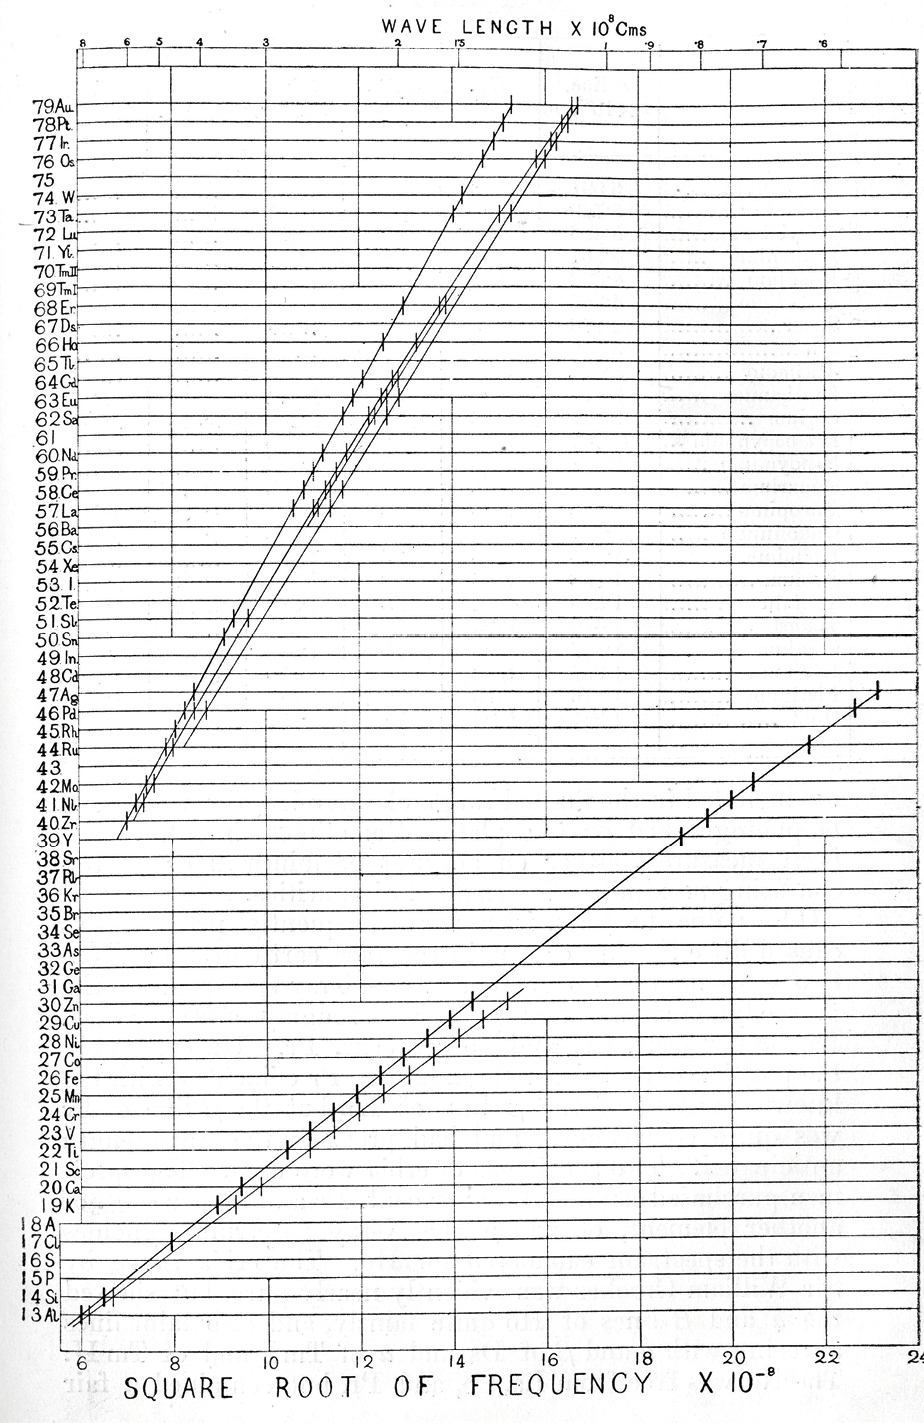 WAVE LENGTH X 10⁸ Cms
8 6 5 4 3 2 1·5 1 ·9 ·8 ·7 ·6
79 Au.
78 Pt.
77 Ir.
76 Os
75
74 W
73 Ta.
72 Lu
71 Yt.
70 TmII
69 TmI
68 Er.
67 Ds
66 Ho
65 Tb.
64 Gd
63 Eu
62 Sa
61
60 Nd
59 Pr.
58 Ce
57 La
56 Ba
55 Cs
54 Xe
53 I.
52 Te
51 Sb
50 Sn
49 In.
48 Cd
47 Ag
46 Pd
45 Rh
44 Ru
43
42 Mo
41 Nb
40 Zr
39 Y
38 Sr
37 Rb
36 Kr
35 Br
34 Se
33 As
32 Ge
31 Ga
30 Zn
29 Cu
28 Ni
27 Co
26 Fe
25 Mn
24 Cr
23 V
22 Ti
21 Sc
20 Ca
19 K
18 A
17 Cl
16 S
15 P
14 Si
13 Al
6 8 10 12 14 16 18 20 22 24
SQUARE ROOT OF FREQUENCY X 10⁻⁸